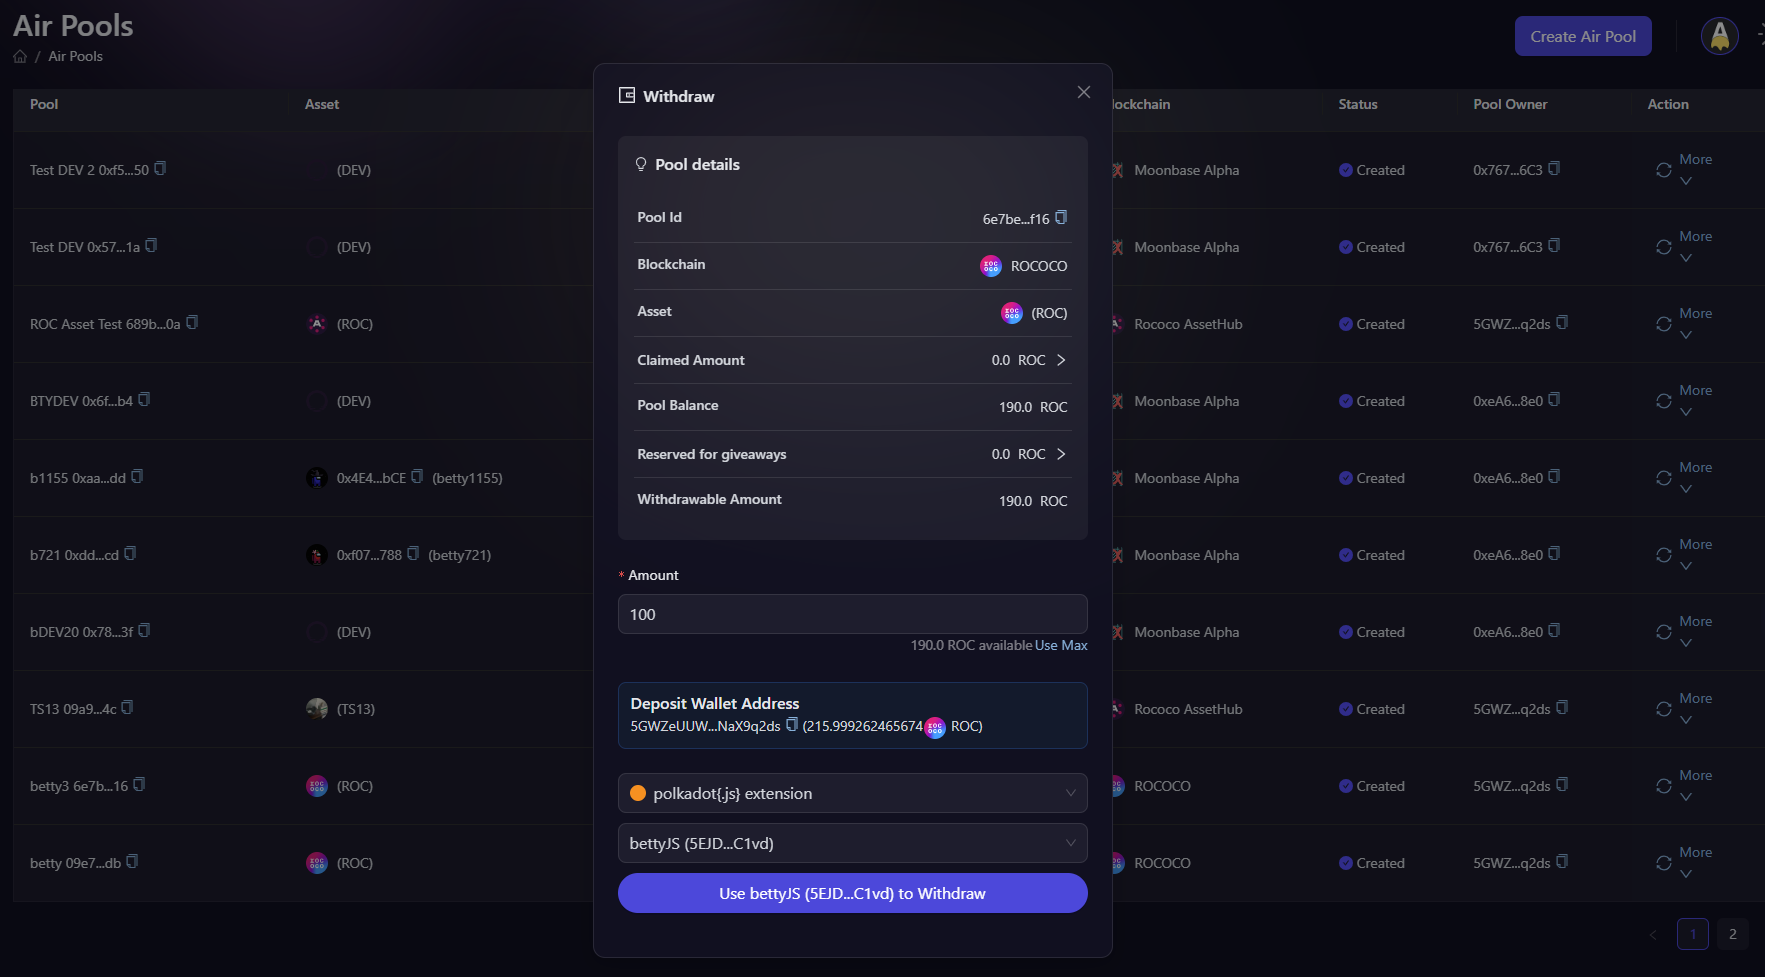 Air Pools
/ Air Pools
Create Air Pool
Pool Asset lockchain Status Pool Owner Action
Test DEV 2 0xf5...50 (DEV) Moonbase Alpha Created 0x767...6C3 More
Test DEV 0x57...1a (DEV) Moonbase Alpha Created 0x767...6C3 More
ROC Asset Test 689b...0a (ROC) Rococo AssetHub Created 5GWZ...q2ds More
BTYDEV 0x6f...b4 (DEV) Moonbase Alpha Created 0xeA6...8e0 More
b1155 0xaa...dd 0x4E4...bCE (betty1155) Moonbase Alpha Created 0xeA6...8e0 More
b721 0xdd...cd 0xf07...788 (betty721) Moonbase Alpha Created 0xeA6...8e0 More
bDEV20 0x78...3f (DEV) Moonbase Alpha Created 0xeA6...8e0 More
TS13 09a9...4c (TS13) Rococo AssetHub Created 5GWZ...q2ds More
betty3 6e7b...16 (ROC) ROCOCO Created 5GWZ...q2ds More
betty 09e7...db (ROC) ROCOCO Created 5GWZ...q2ds More
1 2
Withdraw
Pool details
Pool Id 6e7be...f16
Blockchain ROCOCO
Asset (ROC)
Claimed Amount 0.0 ROC
Pool Balance 190.0 ROC
Reserved for giveaways 0.0 ROC
Withdrawable Amount 190.0 ROC
* Amount
100
190.0 ROC available Use Max
Deposit Wallet Address
5GWZeUUW...NaX9q2ds (215.999262465674 ROC)
polkadot{.js} extension
bettyJS (5EJD...C1vd)
Use bettyJS (5EJD...C1vd) to Withdraw